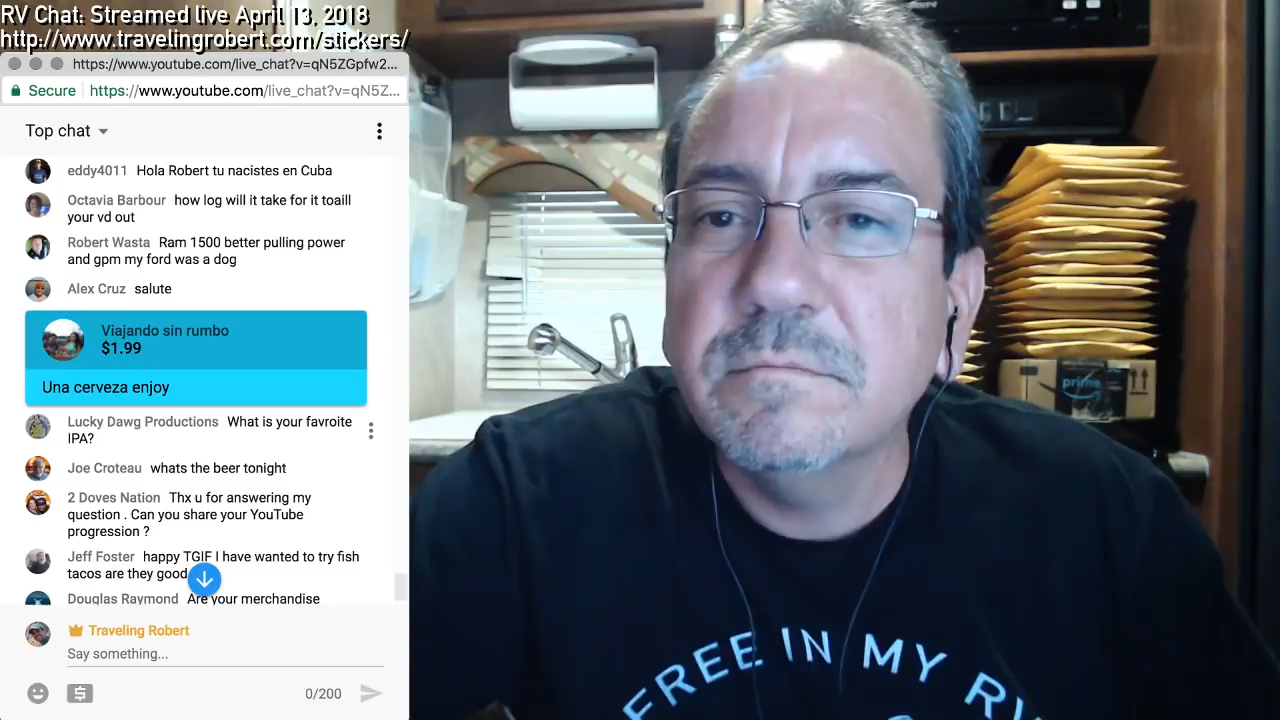 RV Chat: Streamed live April 13, 2018
http://www.travelingrobert.com/stickers/
https://www.youtube.com/live_chat?v=qN5ZGpfw2...
Secure https://www.youtube.com/live_chat?v=qN5Z...
Top chat
eddy4011 Hola Robert tu nacistes en Cuba
Octavia Barbour how log will it take for it toaill
your vd out
Robert Wasta Ram 1500 better pulling power
and gpm my ford was a dog
Alex Cruz salute
Viajando sin rumbo
$1.99
Una cerveza enjoy
Lucky Dawg Productions What is your favroite
IPA?
Joe Croteau whats the beer tonight
2 Doves Nation Thx u for answering my
question . Can you share your YouTube
progression ?
Jeff Foster happy TGIF I have wanted to try fish
tacos are they good
Douglas Raymond Are your merchandise
Traveling Robert
Say something...
0/200
prime
FREE IN MY RV